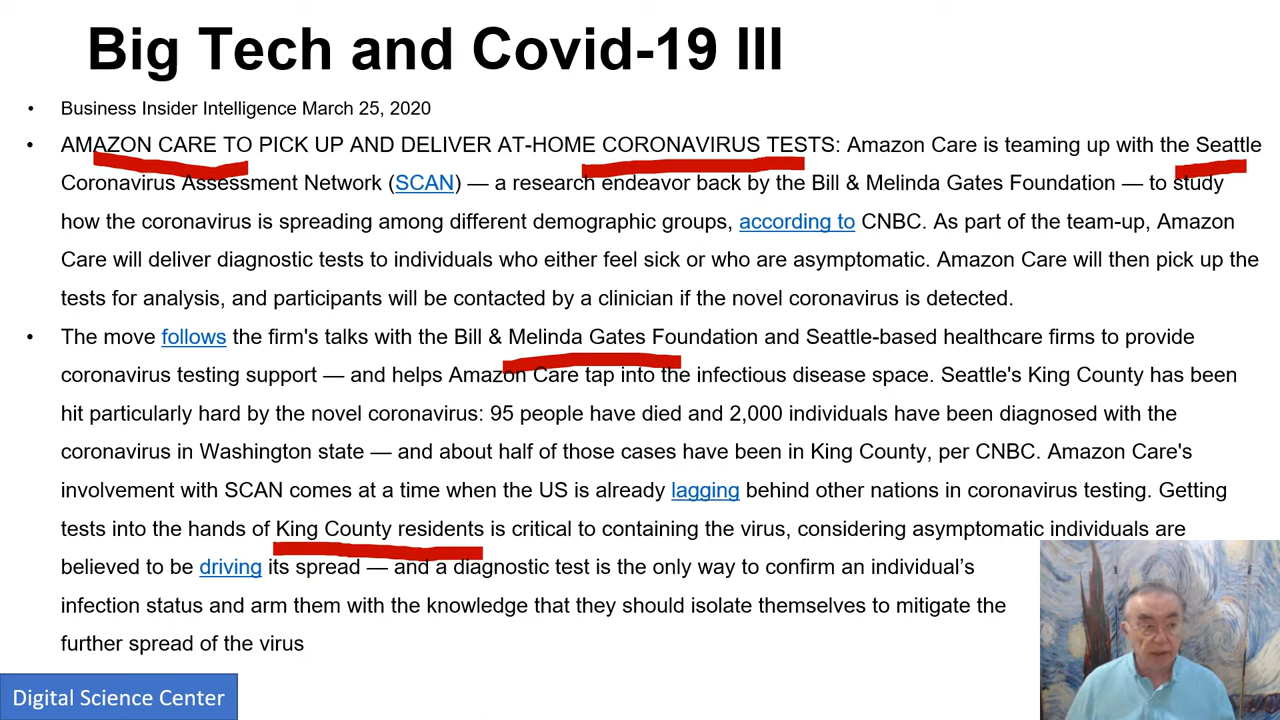 Big Tech and Covid-19 III
• Business Insider Intelligence March 25, 2020
• AMAZON CARE TO PICK UP AND DELIVER AT-HOME CORONAVIRUS TESTS: Amazon Care is teaming up with the Seattle
Coronavirus Assessment Network (SCAN) — a research endeavor back by the Bill & Melinda Gates Foundation — to study
how the coronavirus is spreading among different demographic groups, according to CNBC. As part of the team-up, Amazon
Care will deliver diagnostic tests to individuals who either feel sick or who are asymptomatic. Amazon Care will then pick up the
tests for analysis, and participants will be contacted by a clinician if the novel coronavirus is detected.
• The move follows the firm's talks with the Bill & Melinda Gates Foundation and Seattle-based healthcare firms to provide
coronavirus testing support — and helps Amazon Care tap into the infectious disease space. Seattle's King County has been
hit particularly hard by the novel coronavirus: 95 people have died and 2,000 individuals have been diagnosed with the
coronavirus in Washington state — and about half of those cases have been in King County, per CNBC. Amazon Care's
involvement with SCAN comes at a time when the US is already lagging behind other nations in coronavirus testing. Getting
tests into the hands of King County residents is critical to containing the virus, considering asymptomatic individuals are
believed to be driving its spread — and a diagnostic test is the only way to confirm an individual’s
infection status and arm them with the knowledge that they should isolate themselves to mitigate the
further spread of the virus
Digital Science Center